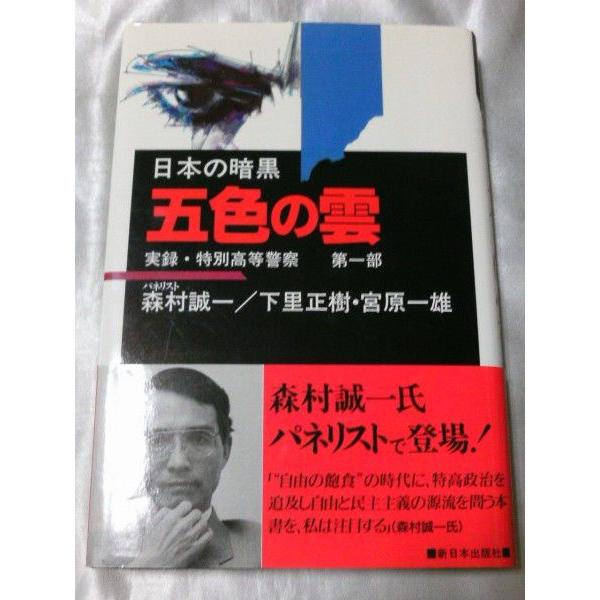 日本の暗黒
五色の雲
実録・特別高等警察　第一部
パネリスト
森村誠一／下里正樹・宮原一雄
森村誠一氏
パネリストで登場!
「“自由の飽食”の時代に、特高政治を
追及し自由と民主主義の源流を問う本
書を、私は注目する」(森村誠一氏)
■新日本出版社■